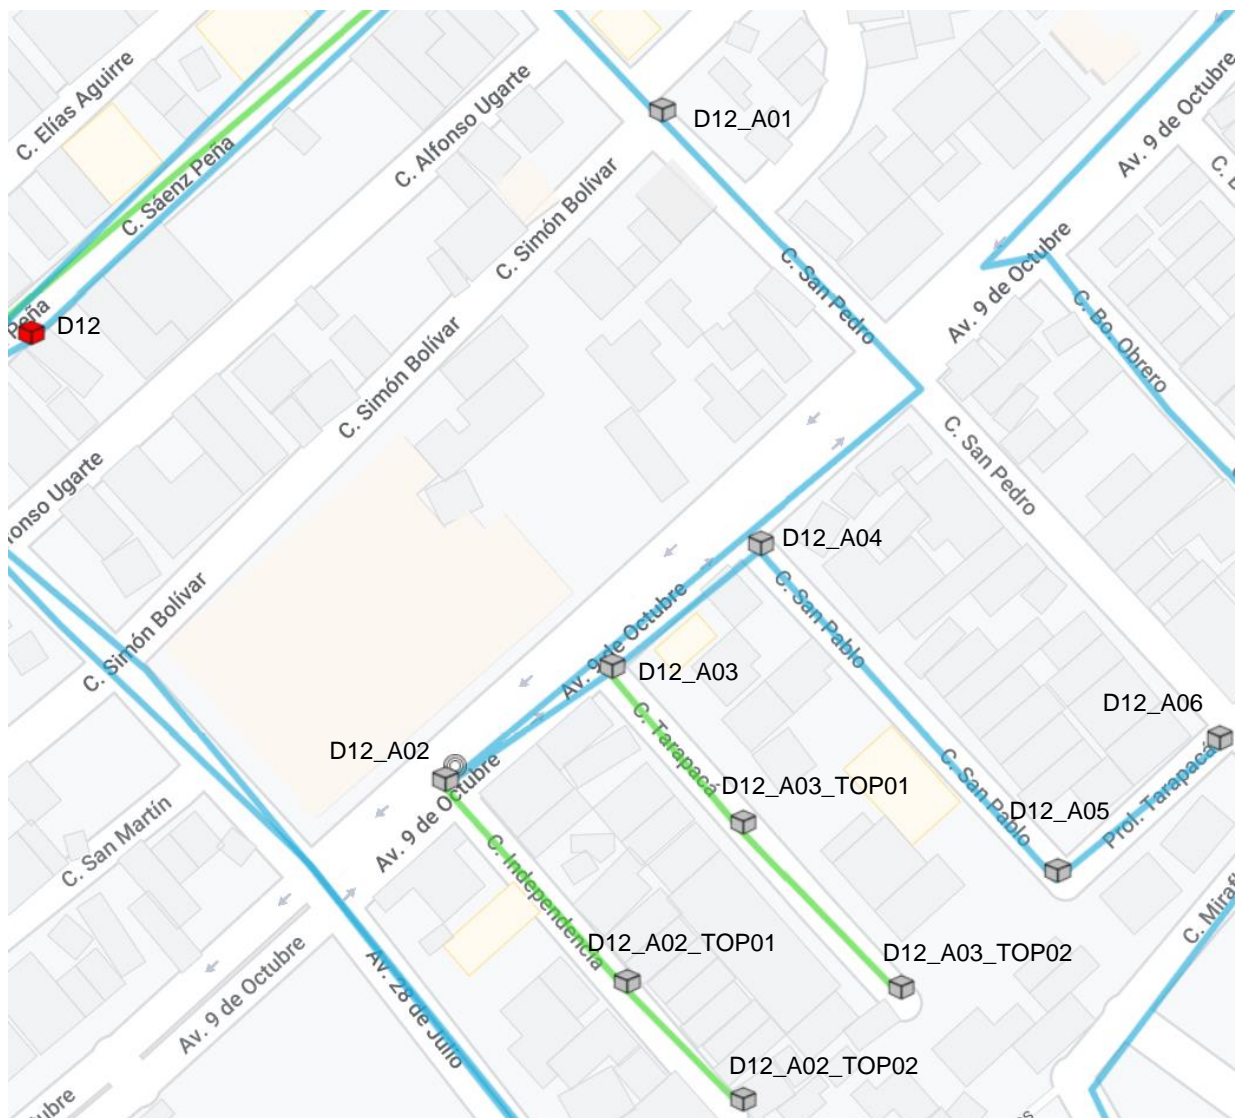 C. Elías Aguirre
C. Alfonso Ugarte
D12_A01
Av. 9 de Octubre
C. Sáenz Peña
C. Simón Bolívar
C. San Pedro
Av. 9 de Octubre
C. Bo. Obrero
Peña
D12
C. Simón Bolívar
C. San Pedro
onso Ugarte
D12_A04
C. San Pablo
C. Simón Bolívar
Av. 9 de Octubre
D12_A03
D12_A06
C. Tarapacá
D12_A02
D12_A03_TOP01
C. San Pablo
D12_A05
Prol. Tarapacá
Av. 9 de Octubre
C. San Martín
C. Independencia
D12_A02_TOP01
D12_A03_TOP02
C. Miraf
Av. 9 de Octubre
Av. 28 de Julio
D12_A02_TOP02
ubre
es